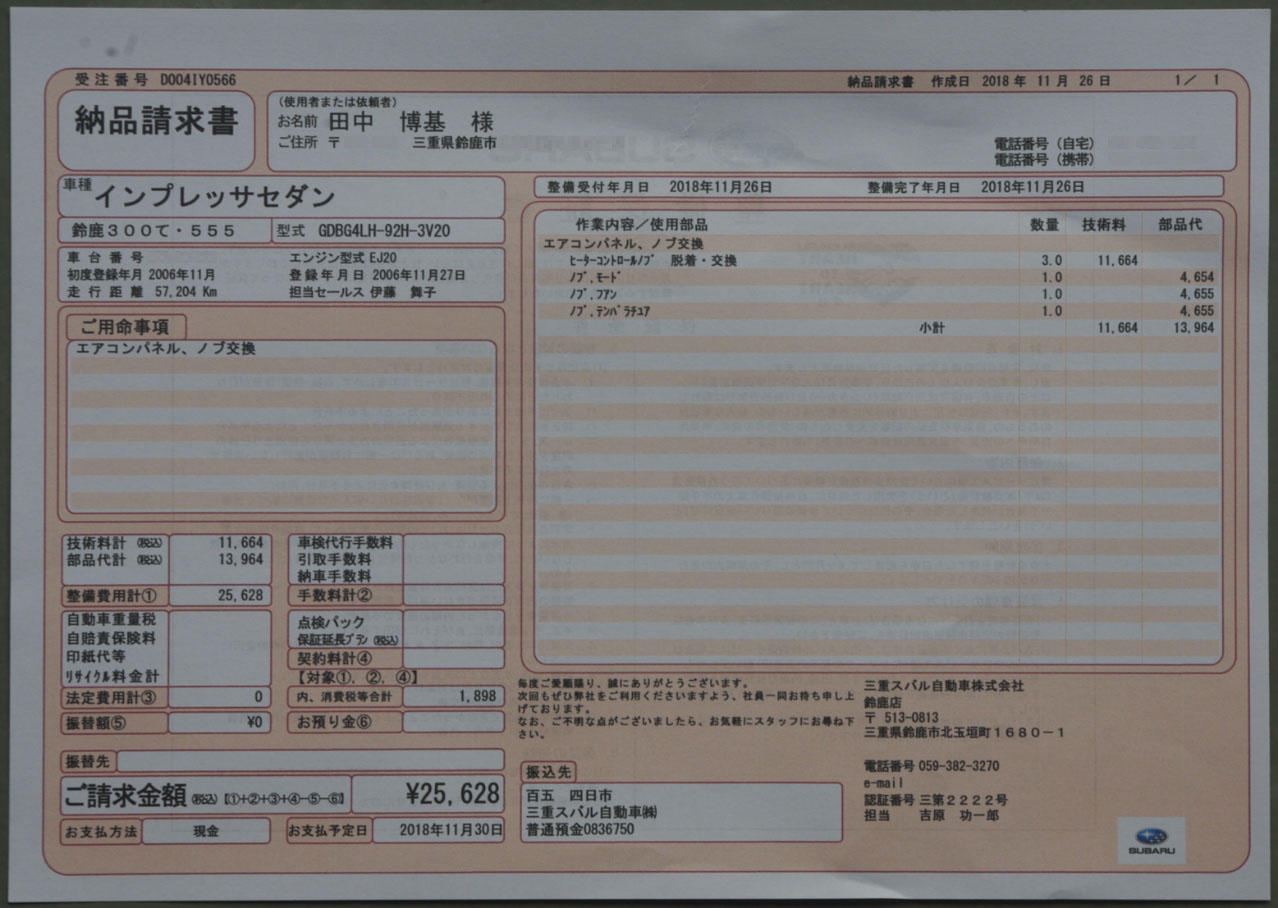 受注番号 D004IY0566
納品請求書 作成日 2018年 11月 26日 1/ 1
納品請求書
(使用者または依頼者)
お名前 田中 博基 様
ご住所 〒 三重県鈴鹿市
電話番号(自宅)
電話番号(携帯)
車種 インプレッサセダン
鈴鹿300て・555 型式 GDBG4LH-92H-3V20
車台番号 エンジン型式 EJ20
初度登録年月 2006年11月 登録年月日 2006年11月27日
走行距離 57,204 Km 担当セールス 伊藤 舞子
ご用命事項
エアコンパネル、ノブ交換
整備受付年月日 2018年11月26日 整備完了年月日 2018年11月26日
作業内容/使用部品 数量 技術料 部品代
エアコンパネル、ノブ交換
ヒーターコントロールノブ 脱着・交換 3.0 11,664
ノブ,モード 1.0 4,654
ノブ,フアン 1.0 4,655
ノブ,テンパラチユア 1.0 4,655
小計 11,664 13,964
技術料計 (税込) 11,664
部品代計 (税込) 13,964
整備費用計① 25,628
自動車重量税
自賠責保険料
印紙代等
リサイクル料金計
法定費用計③ 0
振替額⑤ ¥0
車検代行手数料
引取手数料
納車手数料
手数料計②
点検パック
保証延長プラン (税込)
契約料計④
【対象①,②,④】
内、消費税等合計 1,898
お預り金⑥
振替先
ご請求金額(税込)【①+②+③+④-⑤-⑥】 ¥25,628
お支払方法 現金 お支払予定日 2018年11月30日
毎度ご愛顧賜り、誠にありがとうございます。
次回もぜひ弊社をご利用くださいますよう、社員一同お待ち申し上
げております。
なお、ご不明な点がございましたら、お気軽にスタッフにお尋ね下
さい。
振込先
百五 四日市
三重スバル自動車㈱
普通預金0836750
三重スバル自動車株式会社
鈴鹿店
〒 513-0813
三重県鈴鹿市北玉垣町1680-1
電話番号 059-382-3270
e-mail
認証番号 三第2222号
担当 吉原 功一郎
SUBARU